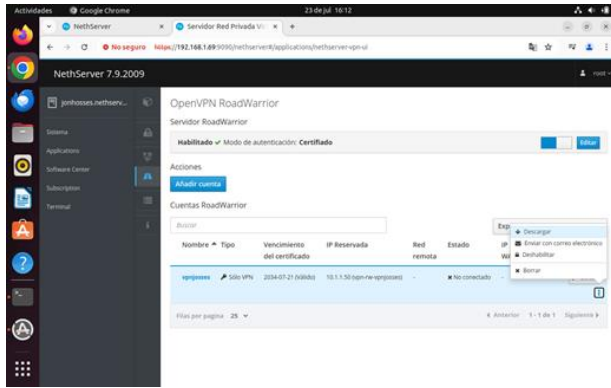 Actividades
Google Chrome
23 de jul 16:12
NethServer
Servidor Red Privada Vi
No seguro
https://192.168.1.69:9090/nethserver#/applications/nethserver-vpn-ui
NethServer 7.9.2009
root
jonhosses.nethserv...
Sistema
Applications
Software Center
Subscription
Terminal
OpenVPN RoadWarrior
Servidor RoadWarrior
Habilitado ✔ Modo de autenticación: Certifiado
Editar
Acciones
Añadir cuenta
Cuentas RoadWarrior
Buscar
Exp
Nombre Tipo Vencimiento del certificado IP Reservada Red remota Estado IP
vpnjosses Sólo VPN 2034-07-21 (Válido) 10.1.1.50 (vpn-rw-vpnjosses) - No conectado -
Descargar
Enviar con correo electrónico
Deshabilitar
Borrar
Filas por pagina 25
Anterior 1 - 1 de 1 Siguiente